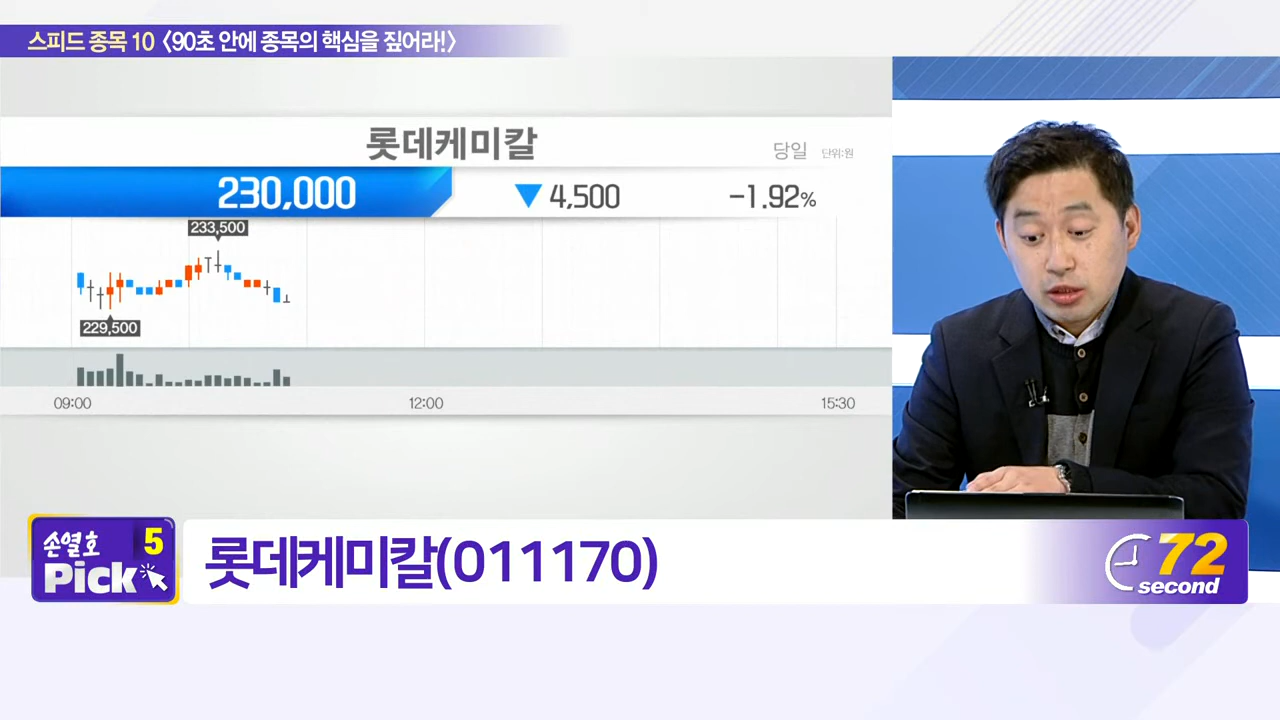 스피드 종목 10 <90초 안에 종목의 핵심을 짚어라!>
롯데케미칼
당일 단위:원
230,000 ▼ 4,500 -1.92%
233,500
229,500
09:00 12:00 15:30
손열호 5
Pick
롯데케미칼(011170)
72
second